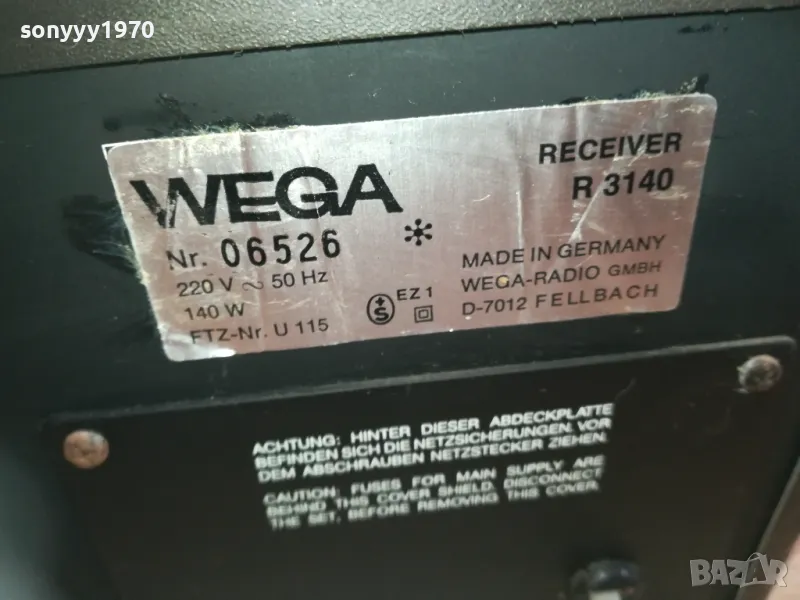 sonyyy1970
WEGA
RECEIVER
R 3140
Nr. 06526
220 V ~ 50 Hz
140 W
FTZ-Nr. U 115
EZ 1
MADE IN GERMANY
WEGA-RADIO GMBH
D-7012 FELLBACH
ACHTUNG: HINTER DIESER ABDECKPLATTE
BEFINDEN SICH DIE NETZSICHERUNGEN. VOR
DEM ABSCHRAUBEN NETZSTECKER ZIEHEN.
CAUTION: FUSES FOR MAIN SUPPLY ARE
BEHIND THIS COVER SHIELD. DISCONNECT
THE SET, BEFORE REMOVING THIS COVER.
BAZAR